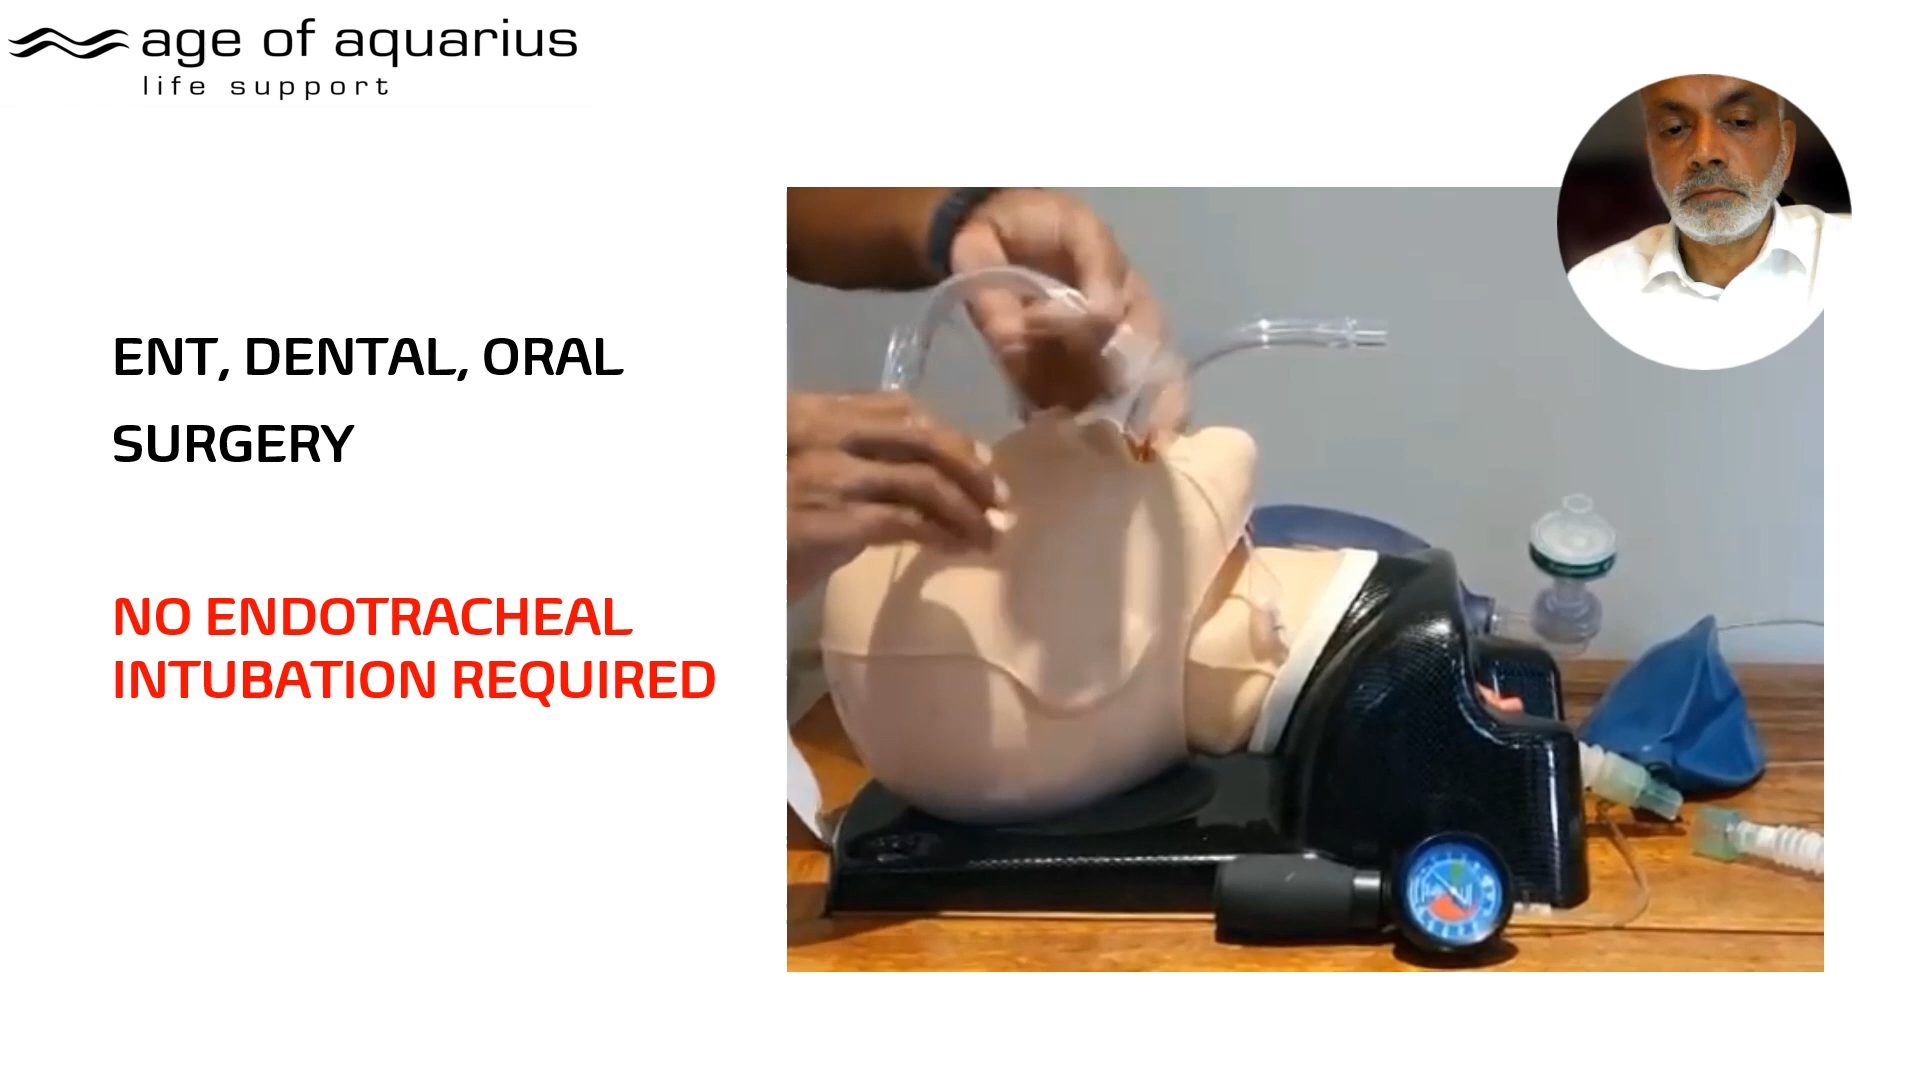 age of aquarius
life support
ENT, DENTAL, ORAL
SURGERY
NO ENDOTRACHEAL
INTUBATION REQUIRED